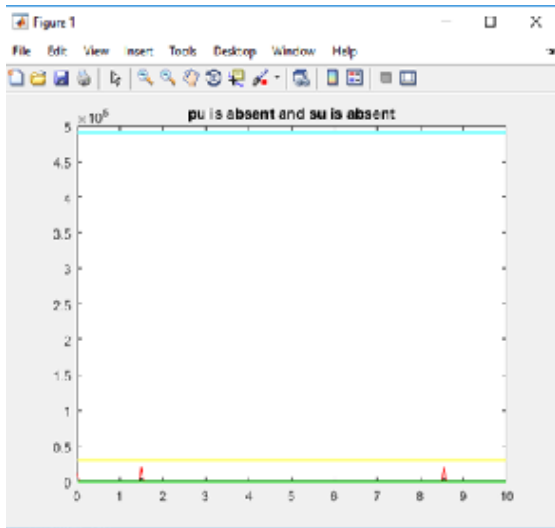 Figure 1
File Edit View Insert Tools Desktop Window Help
pu is absent and su is absent
5
4.5
4
3.5
3
2.5
2
1.5
1
0.5
0
0 1 2 3 4 5 6 7 8 9 10